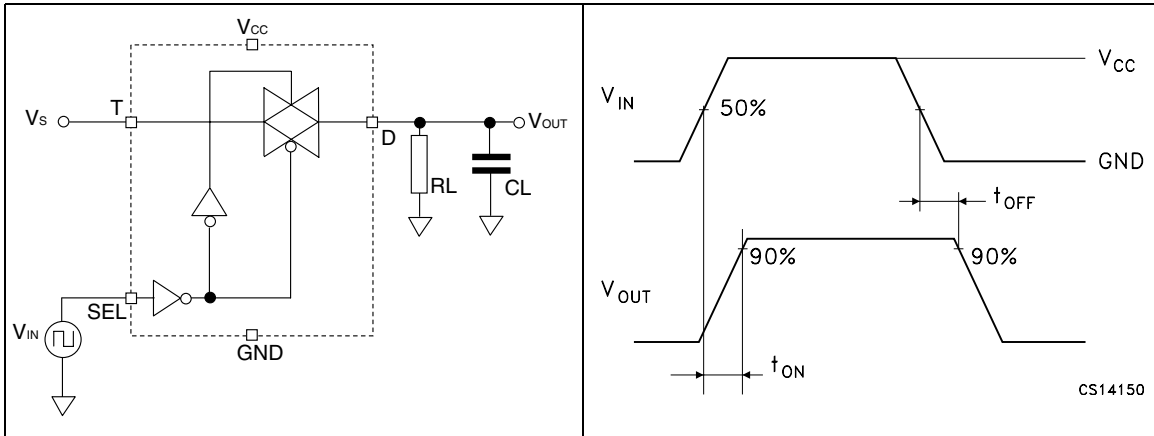 VCC
VS
T
D
VOUT
RL
CL
SEL
VIN
GND
VCC
VIN
50%
GND
tOFF
90%
90%
VOUT
tON
CS14150